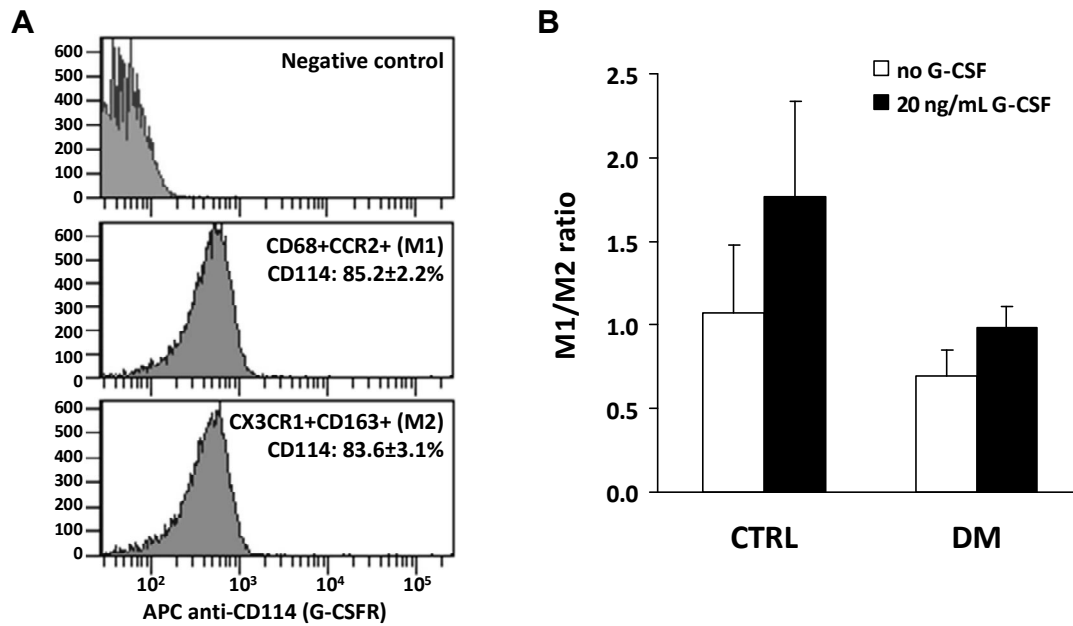 A
600
500
400
300
200
100
0
Negative control
600
500
400
300
200
100
0
CD68+CCR2+ (M1)
CD114: 85.2±2.2%
600
500
400
300
200
100
0
CX3CR1+CD163+ (M2)
CD114: 83.6±3.1%
10² 10³ 10⁴ 10⁵
APC anti-CD114 (G-CSFR)
B
M1/M2 ratio
2.5
2.0
1.5
1.0
0.5
0.0
no G-CSF
20 ng/mL G-CSF
CTRL DM